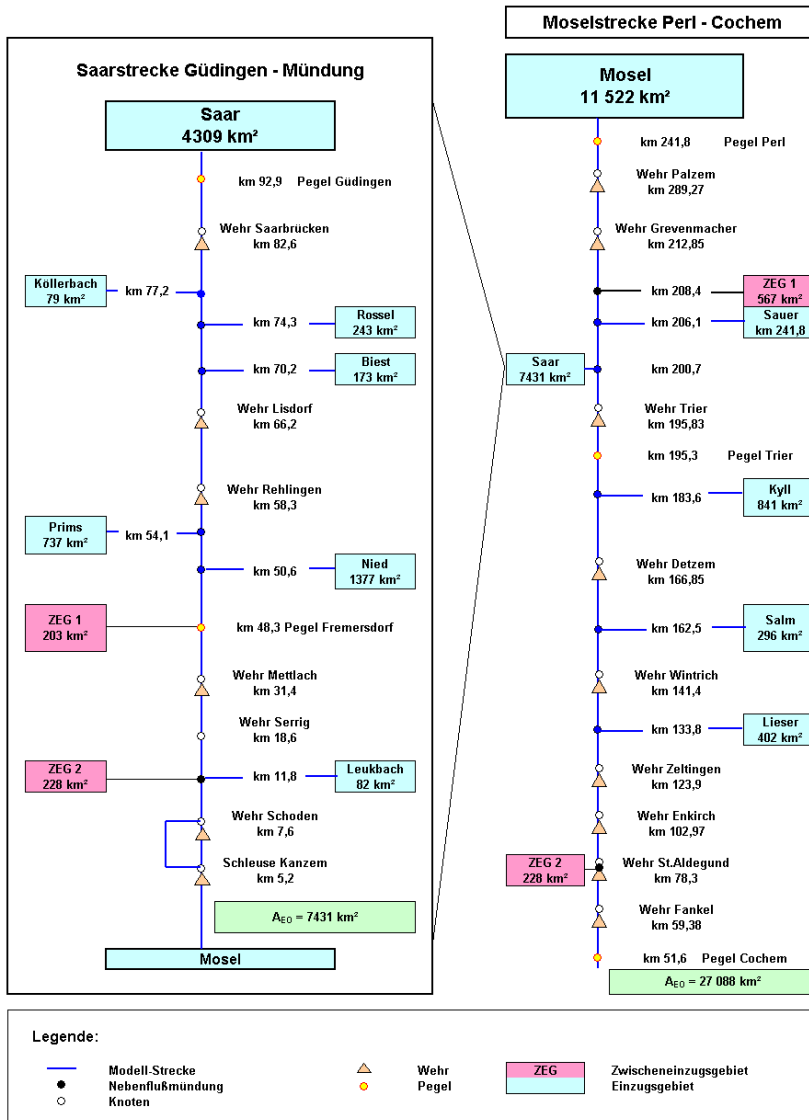 Moselstrecke Perl - Cochem
Saarstrecke Güdingen - Mündung
Saar
4309 km²
km 92,9 Pegel Güdingen
Wehr Saarbrücken
km 82,6
Köllerbach
79 km²
km 77,2
km 74,3
Rossel
243 km²
km 70,2
Biest
173 km²
Wehr Lisdorf
km 66,2
Wehr Rehlingen
km 58,3
Prims
737 km²
km 54,1
km 50,6
Nied
1377 km²
ZEG 1
203 km²
km 48,3 Pegel Fremersdorf
Wehr Mettlach
km 31,4
Wehr Serrig
km 18,6
ZEG 2
228 km²
km 11,8
Leukbach
82 km²
Wehr Schoden
km 7,6
Schleuse Kanzem
km 5,2
AEO = 7431 km²
Mosel
Mosel
11 522 km²
km 241,8 Pegel Perl
Wehr Palzem
km 289,27
Wehr Grevenmacher
km 212,85
km 208,4
ZEG 1
567 km²
km 206,1
Sauer
km 241,8
Saar
7431 km²
km 200,7
Wehr Trier
km 195,83
km 195,3 Pegel Trier
km 183,6
Kyll
841 km²
Wehr Detzem
km 166,85
km 162,5
Salm
296 km²
Wehr Wintrich
km 141,4
km 133,8
Lieser
402 km²
Wehr Zeltingen
km 123,9
Wehr Enkirch
km 102,97
ZEG 2
228 km²
Wehr St.Aldegund
km 78,3
Wehr Fankel
km 59,38
km 51,6 Pegel Cochem
AEO = 27 088 km²
Legende:
Modell-Strecke
Nebenflußmündung
Knoten
Wehr
Pegel
ZEG
Zwischeneinzugsgebiet
Einzugsgebiet